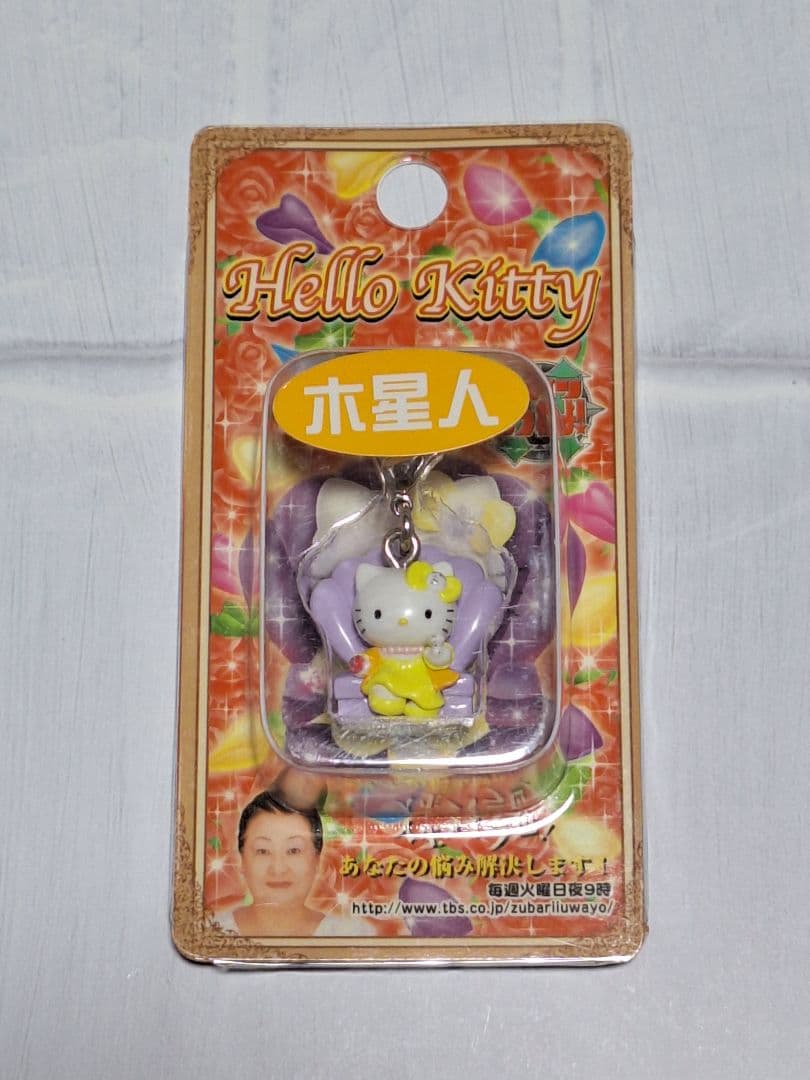 Hello Kitty
木星人
あなたの悩み解決します!
毎週火曜日夜9時
http://www.tbs.co.jp/zubariiuwayo/